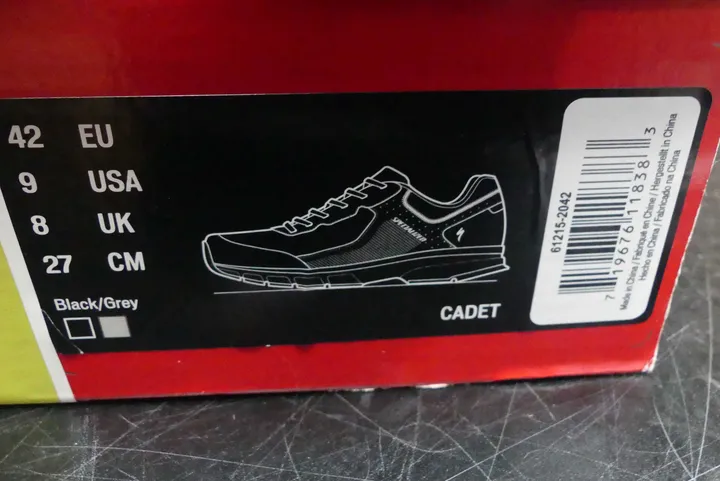 42 EU
9 USA
8 UK
27 CM
Black/Grey
SPECIALIZED
CADET
61215-2042
7 19676 11838 3
Made in China / Fabriqué en Chine / Hergestellt in China
Hecho en China / Fabricado na China